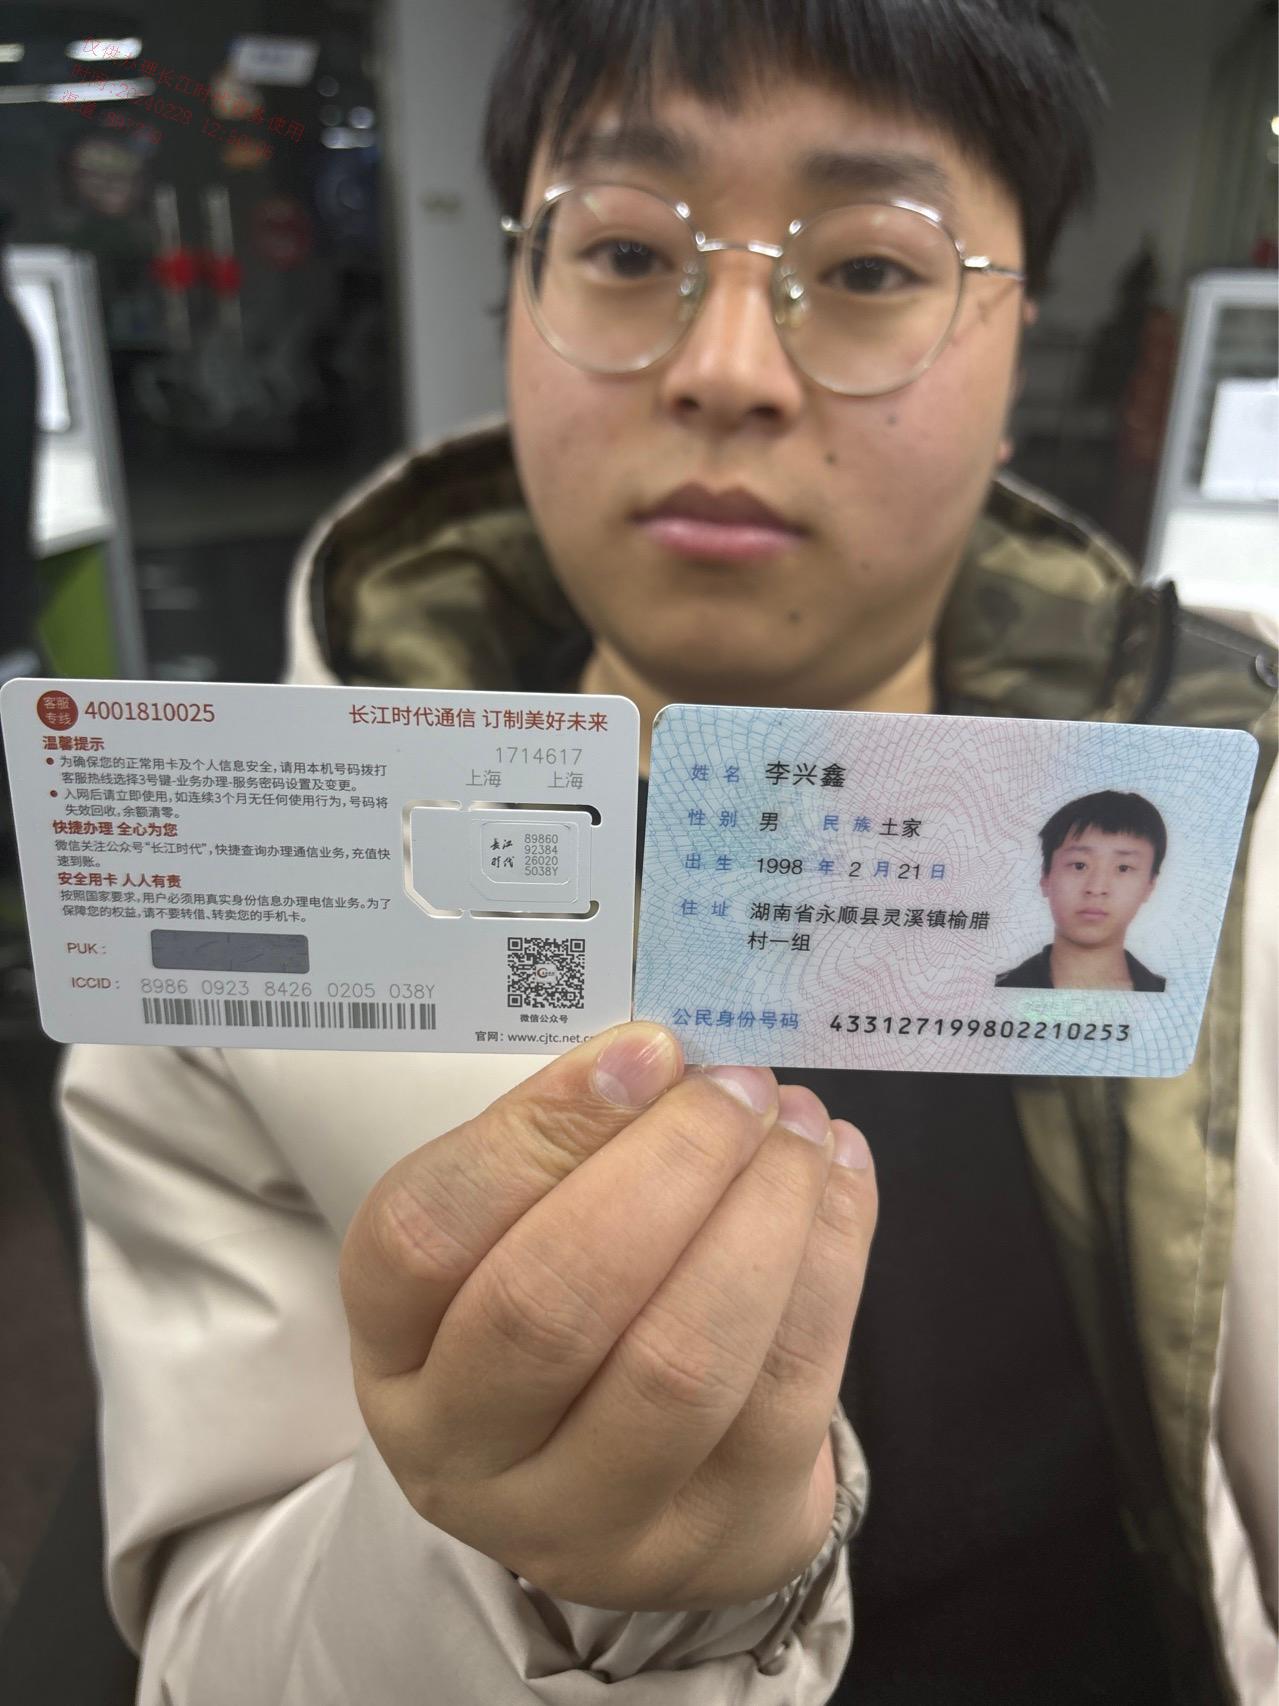 仅供办理长江时代业务使用
客服专线 4001810025
长江时代通信 订制美好未来
温馨提示
为确保您的正常用卡及个人信息安全，请用本机号码拨打
客服热线选择3号键-业务办理-服务密码设置及变更。
入网后请立即使用，如连续3个月无任何使用行为，号码将
失效回收，余额清零。
快捷办理 全心为您
微信关注公众号“长江时代”，快捷查询办理通信业务，充值快
速到账。
安全用卡 人人有责
按照国家要求，用户必须用真实身份信息办理电信业务。为了
保障您的权益，请不要转借、转卖您的手机卡。
1714617
上海 上海
长江
时代
89860
92384
26020
5038Y
PUK：
ICCID： 8986 0923 8426 0205 038Y
微信公众号
官网：www.cjtc.net.c
姓名 李兴鑫
性别 男 民族 土家
出生 1998 年 2 月 21 日
住址 湖南省永顺县灵溪镇榆腊
村一组
公民身份号码 433127199802210253